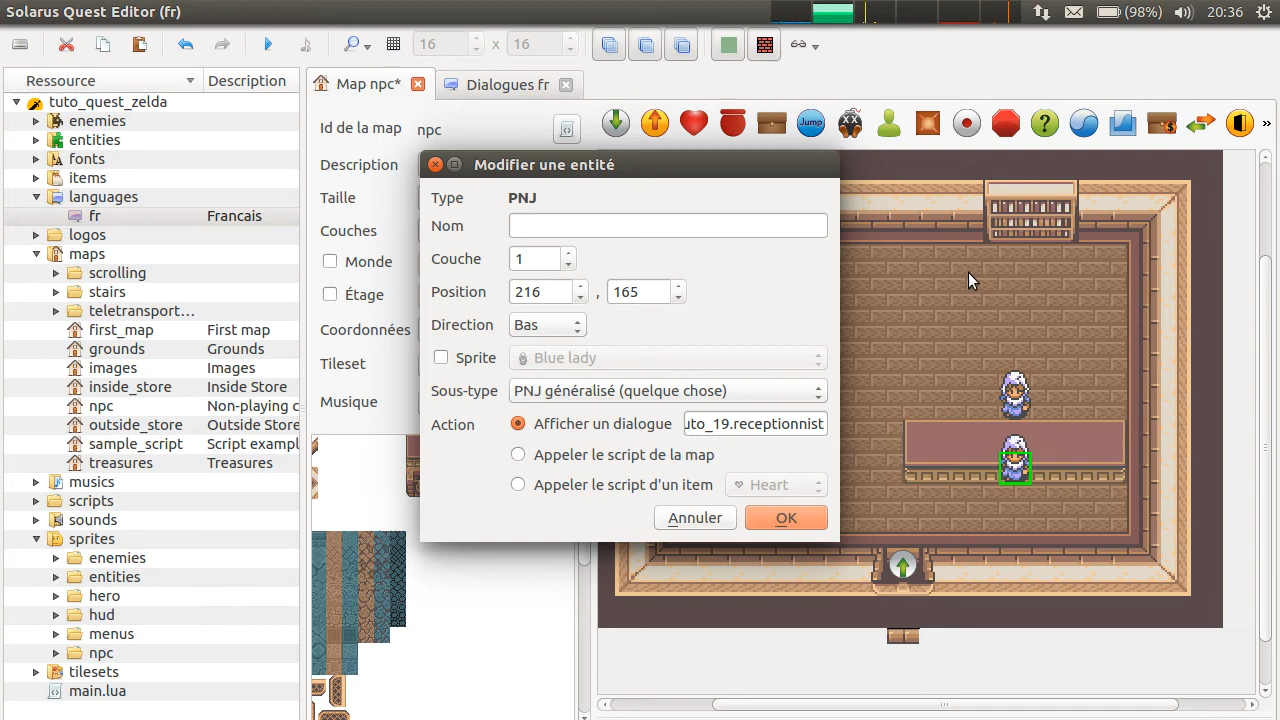 Solarus Quest Editor (fr)
(98%)
20:36
16 x 16
Ressource
Description
tuto_quest_zelda
enemies
entities
fonts
items
languages
fr Francais
logos
maps
scrolling
stairs
teletransport…
first_map First map
grounds Grounds
images Images
inside_store Inside Store
npc Non-playing c
outside_store Outside Store
sample_script Script exampl
treasures Treasures
musics
scripts
sounds
sprites
enemies
entities
hero
hud
menus
npc
tilesets
main.lua
Map npc*
Dialogues fr
Id de la map npc
Description
Taille
Couches
Monde
Étage
Coordonnées
Tileset
Musique
Jump
?
»
Modifier une entité
Type PNJ
Nom
Couche 1
Position 216 , 165
Direction Bas
Sprite Blue lady
Sous-type PNJ généralisé (quelque chose)
Action Afficher un dialogue uto_19.receptionnist
Appeler le script de la map
Appeler le script d'un item Heart
Annuler OK